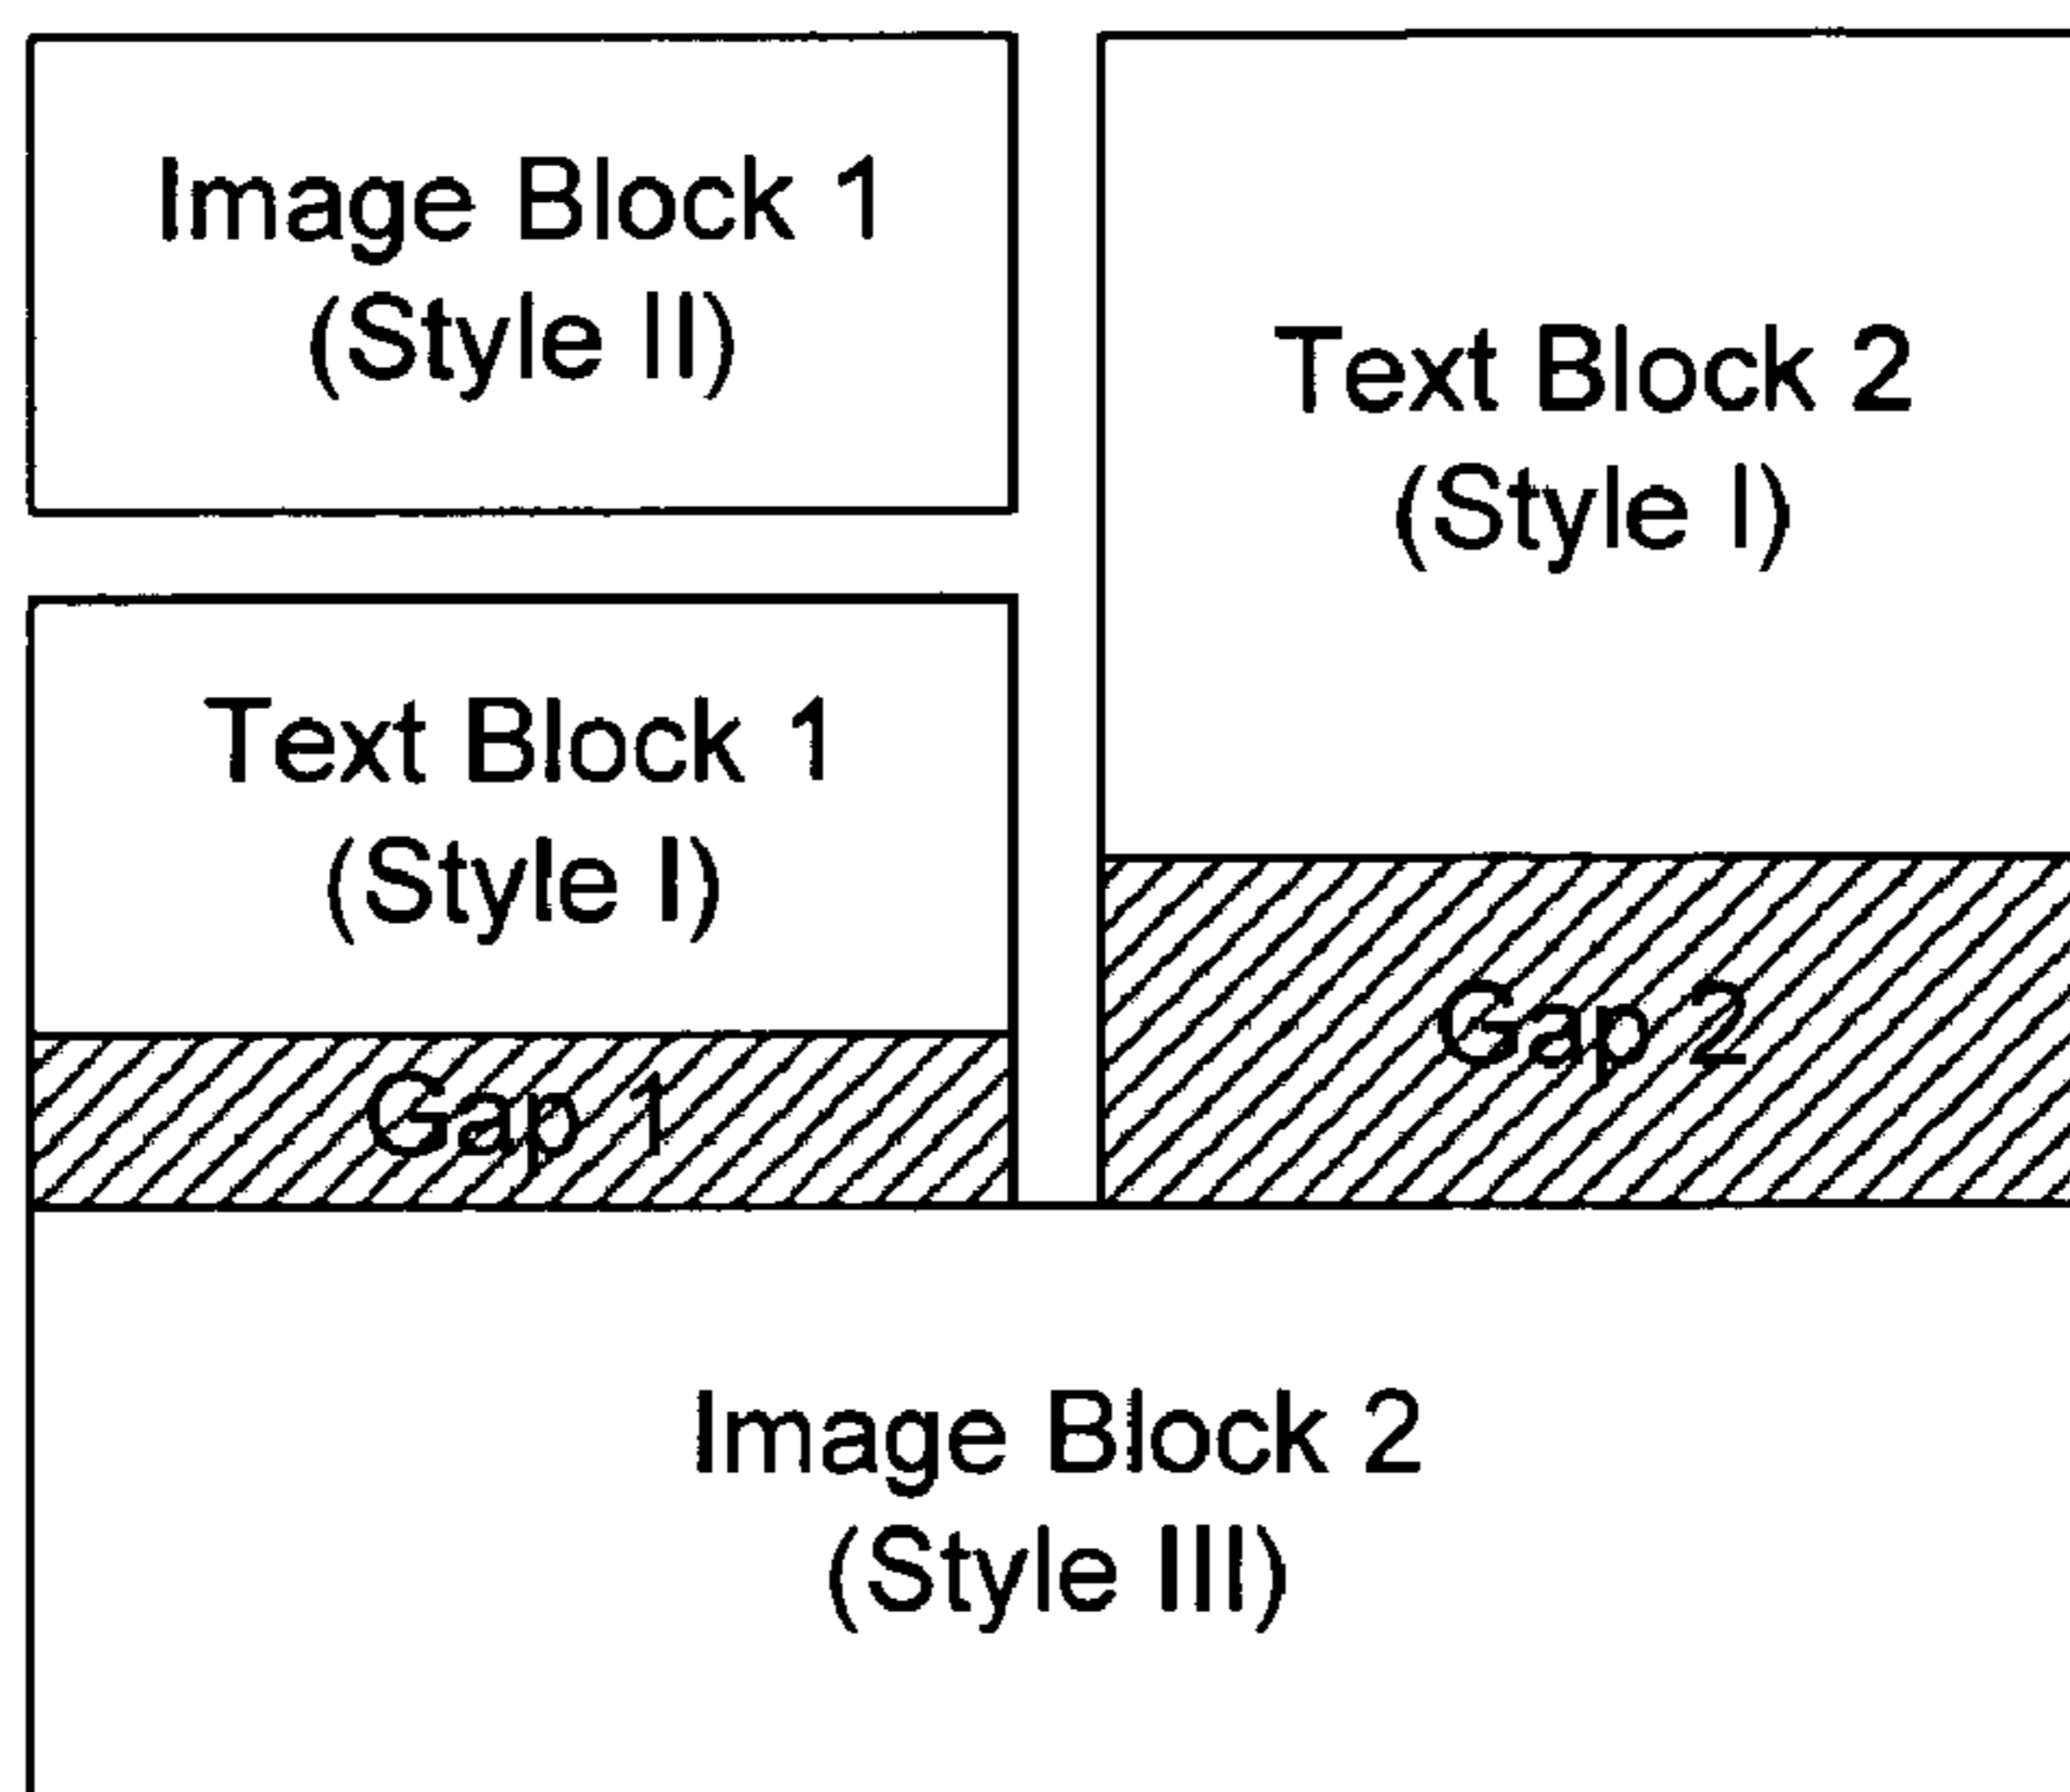 Image Block 1
(Style II)
Text Block 1
(Style I)
Gap 1
Text Block 2
(Style I)
Gap 2
Image Block 2
(Style III)